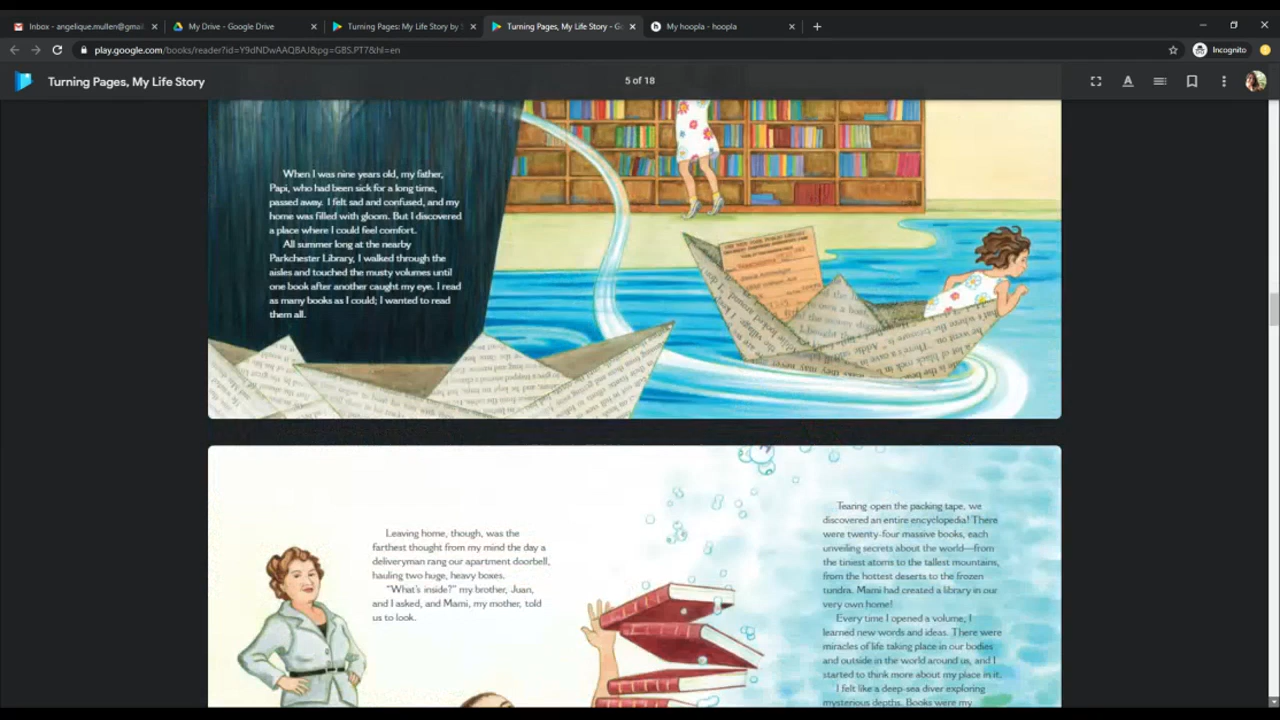 Inbox - angelique.mullen@gmai
My Drive - Google Drive
Turning Pages: My Life Story by S
Turning Pages, My Life Story - Go
My hoopla - hoopla
play.google.com/books/reader?id=Y9dNDwAAQBAJ&pg=GBS.PT7&hl=en
Incognito
Turning Pages, My Life Story
5 of 18
When I was nine years old, my father,
Papi, who had been sick for a long time,
passed away. I felt sad and confused, and my
home was filled with gloom. But I discovered
a place where I could feel comfort.
All summer long at the nearby
Parkchester Library, I walked through the
aisles and touched the musty volumes until
one book after another caught my eye. I read
as many books as I could; I wanted to read
them all.
Leaving home, though, was the
farthest thought from my mind the day a
deliveryman rang our apartment doorbell,
hauling two huge, heavy boxes.
“What’s inside?” my brother, Juan,
and I asked, and Mami, my mother, told
us to look.
Tearing open the packing tape, we
discovered an entire encyclopedia! There
were twenty-four massive books, each
unveiling secrets about the world—from
the tiniest atoms to the tallest mountains,
from the hottest deserts to the frozen
tundra. Mami had created a library in our
very own home!
Every time I opened a volume, I
learned new words and ideas. There were
miracles of life taking place in our bodies
and outside in the world around us, and I
started to think more about my place in it.
I felt like a deep-sea diver exploring
mysterious depths. Books were my